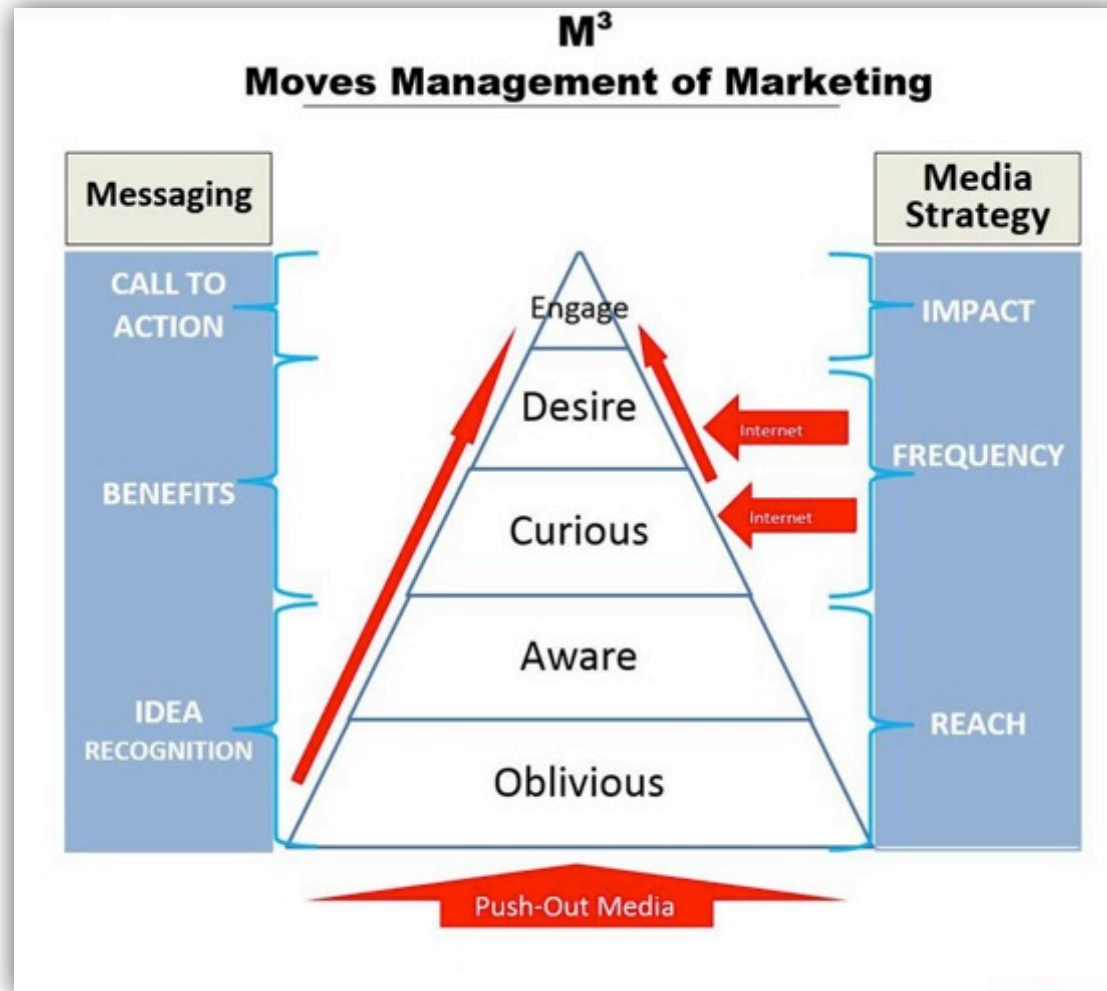 M³
Moves Management of Marketing
Messaging
CALL TO
ACTION
BENEFITS
IDEA
RECOGNITION
Engage
Desire
Curious
Aware
Oblivious
Internet
Internet
Push-Out Media
Media
Strategy
IMPACT
FREQUENCY
REACH